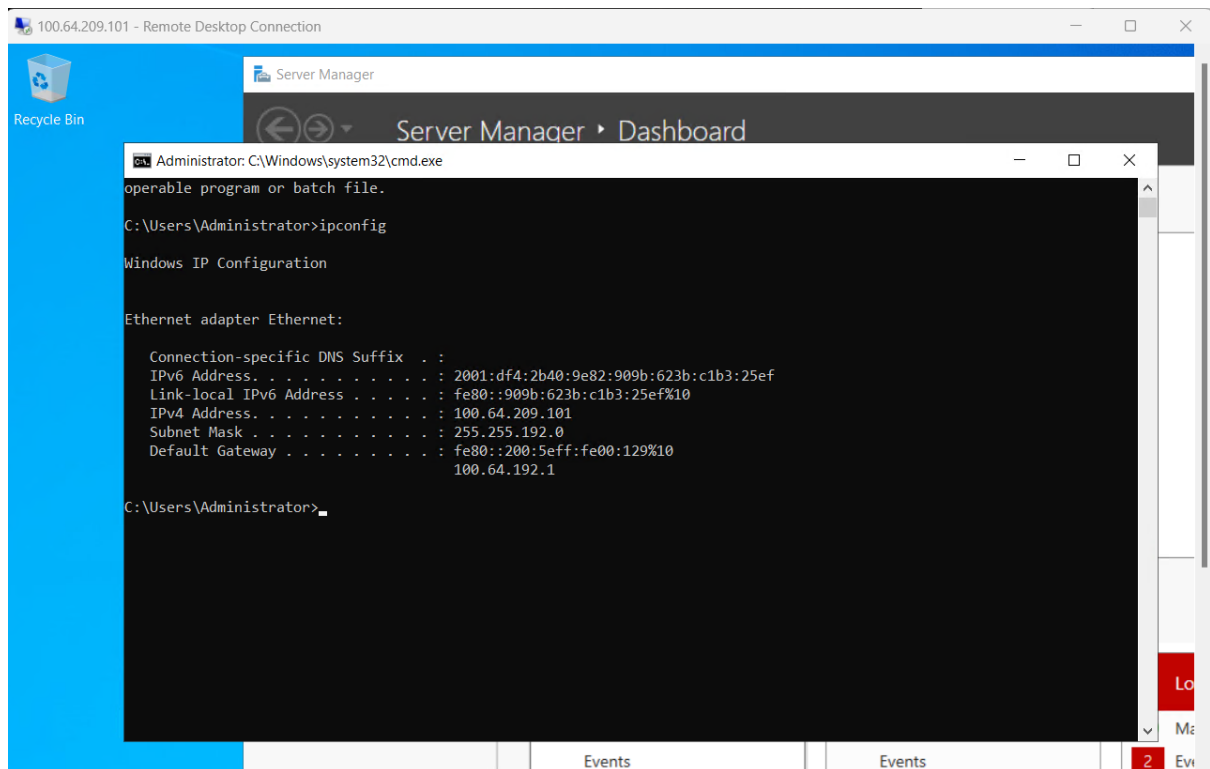 100.64.209.101 - Remote Desktop Connection
Recycle Bin
Server Manager
Server Manager ‣ Dashboard
Administrator: C:\Windows\system32\cmd.exe
operable program or batch file.
C:\Users\Administrator>ipconfig
Windows IP Configuration
Ethernet adapter Ethernet:
Connection-specific DNS Suffix . :
IPv6 Address. . . . . . . . . . . : 2001:df4:2b40:9e82:909b:623b:c1b3:25ef
Link-local IPv6 Address . . . . . : fe80::909b:623b:c1b3:25ef%10
IPv4 Address. . . . . . . . . . . : 100.64.209.101
Subnet Mask . . . . . . . . . . . : 255.255.192.0
Default Gateway . . . . . . . . . : fe80::200:5eff:fe00:129%10
100.64.192.1
C:\Users\Administrator>
Lo
Ma
Events
Events
2 Eve